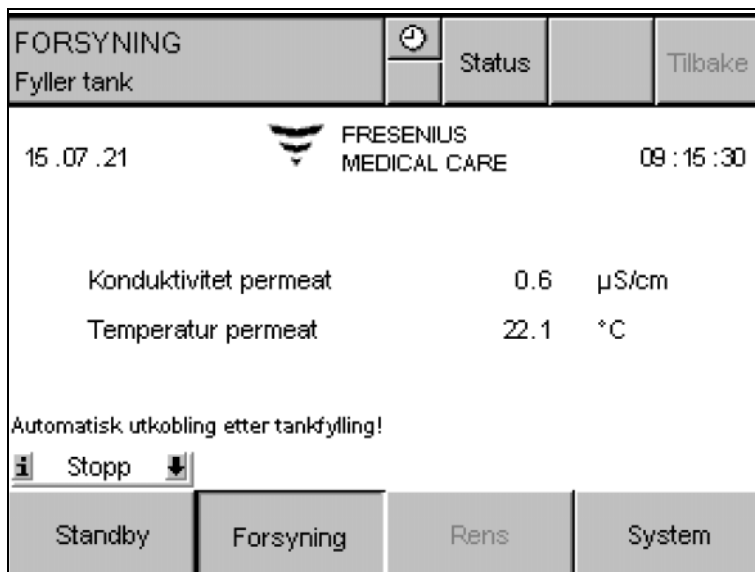 FORSYNING
Fyller tank
Status
Tilbake
15 .07 .21
FRESENIUS
MEDICAL CARE
09 : 15 : 30
Konduktivitet permeat 0.6 µS/cm
Temperatur permeat 22.1 °C
Automatisk utkobling etter tankfylling!
i Stopp
Standby
Forsyning
Rens
System